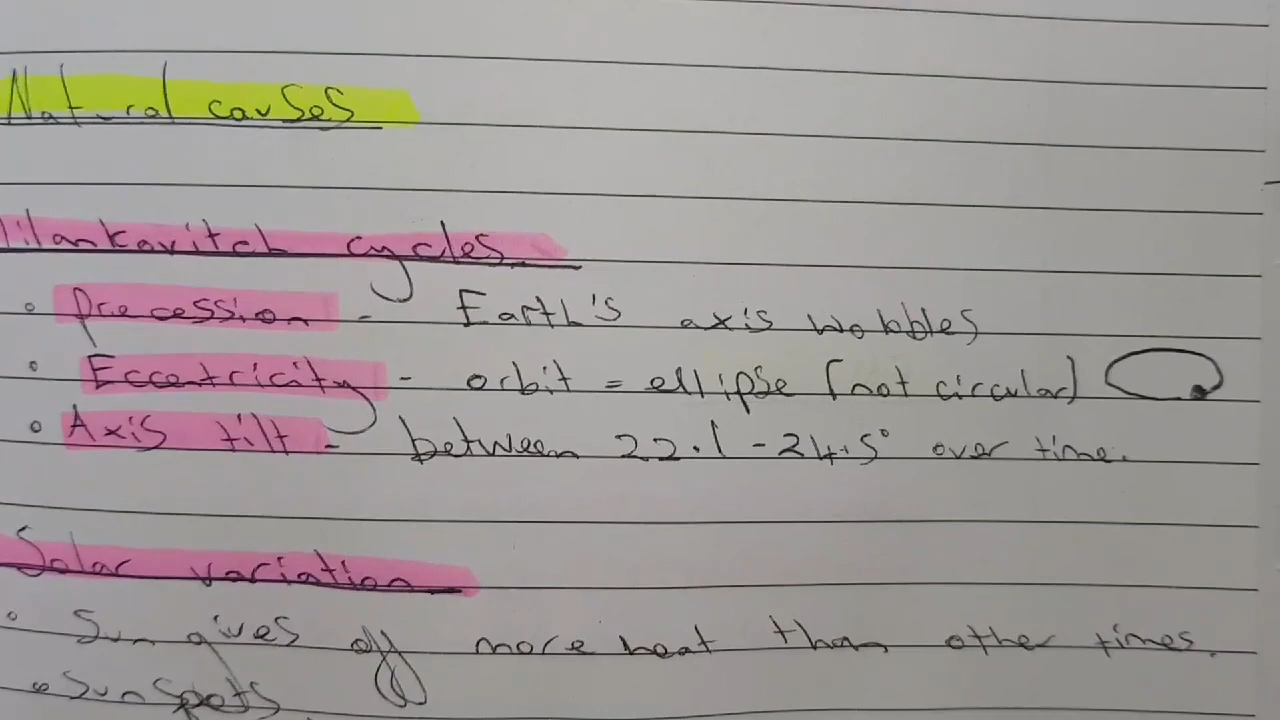 Natural causes
Milankovitch cycles
• Precession - Earth's axis wobbles
• Eccentricity - orbit = ellipse (not circular)
• Axis tilt - between 22.1 - 24.5° over time.
Solar variation
• Sun gives off more heat than other times.
• Sunspots